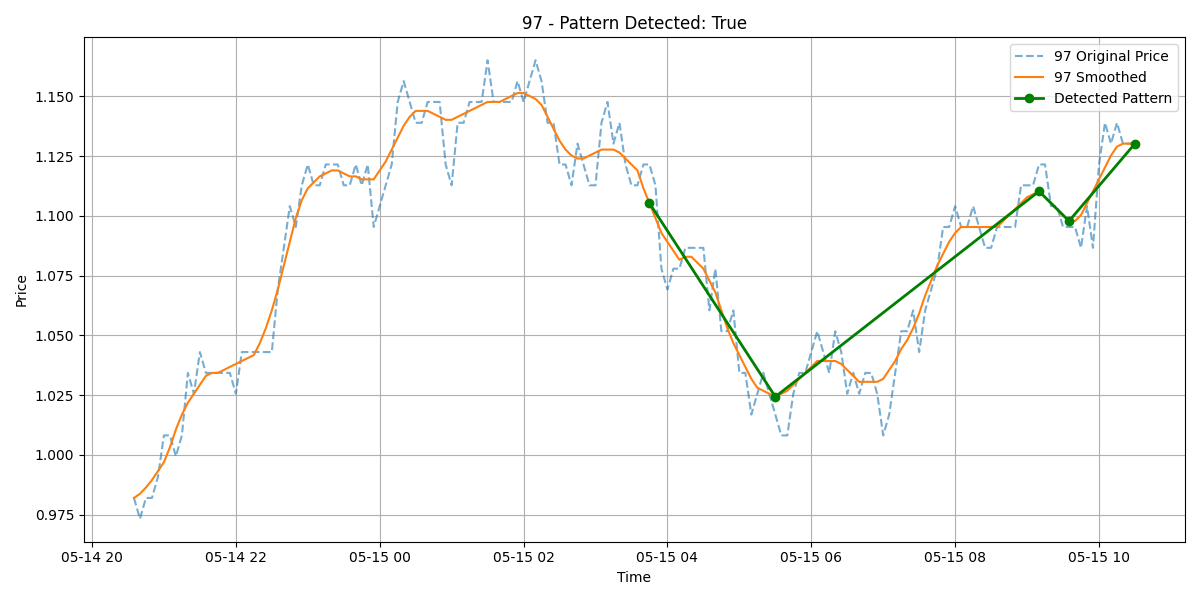 97 - Pattern Detected: True
97 Original Price
97 Smoothed
Detected Pattern
Price
1.150
1.125
1.100
1.075
1.050
1.025
1.000
0.975
05-14 20 05-14 22 05-15 00 05-15 02 05-15 04 05-15 06 05-15 08 05-15 10
Time